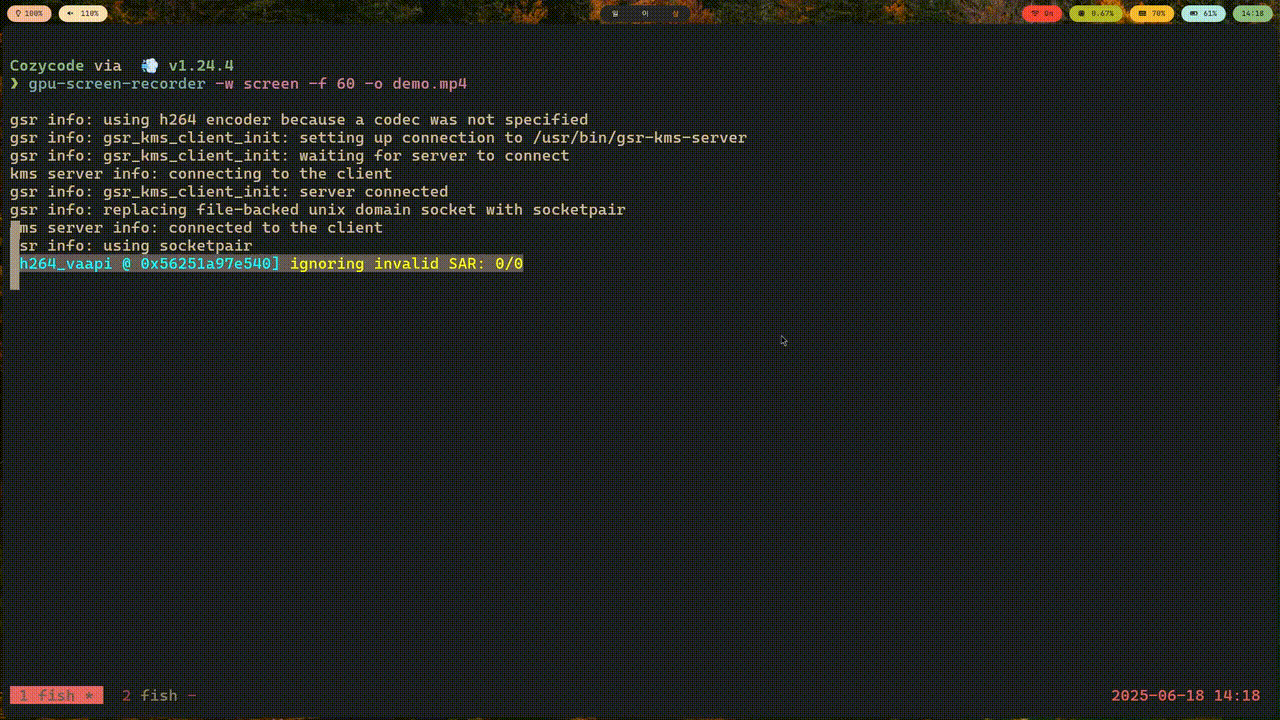 100% 110% 일 이 삼 On 0.67% 70% 61% 14:18
Cozycode via v1.24.4
❯ gpu-screen-recorder -w screen -f 60 -o demo.mp4
gsr info: using h264 encoder because a codec was not specified
gsr info: gsr_kms_client_init: setting up connection to /usr/bin/gsr-kms-server
gsr info: gsr_kms_client_init: waiting for server to connect
kms server info: connecting to the client
gsr info: gsr_kms_client_init: server connected
gsr info: replacing file-backed unix domain socket with socketpair
ms server info: connected to the client
sr info: using socketpair
h264_vaapi @ 0x56251a97e540] ignoring invalid SAR: 0/0
1 fish * 2 fish - 2025-06-18 14:18